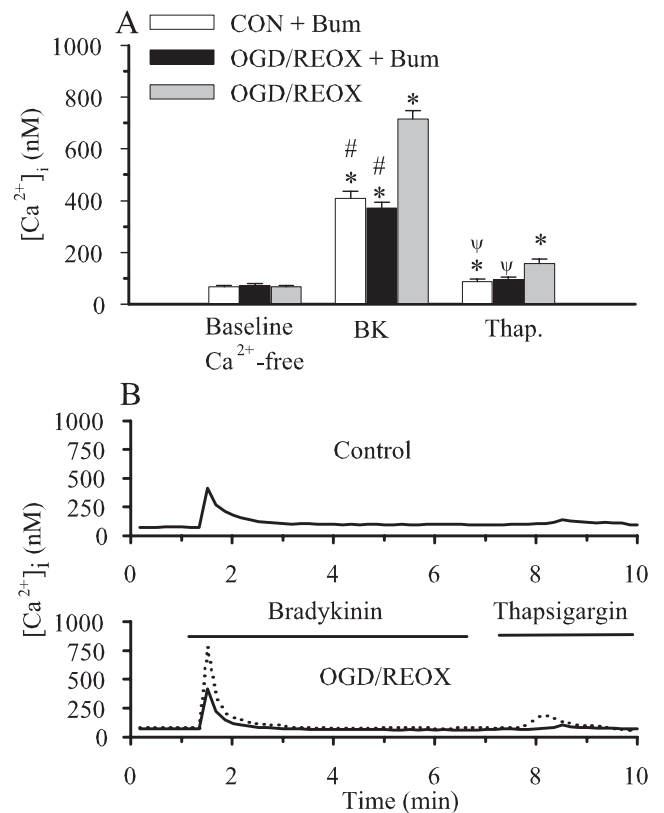 A
CON + Bum
OGD/REOX + Bum
OGD/REOX
1000
800
600
400
200
0
[Ca²⁺]ᵢ (nM)
# * # * *
ψ * ψ *
Baseline
Ca²⁺-free
BK
Thap.
B
1000
750
500
250
0
Control
0 2 4 6 8 10
[Ca²⁺]ᵢ (nM)
Bradykinin Thapsigargin
1000
750
500
250
0
OGD/REOX
0 2 4 6 8 10
Time (min)